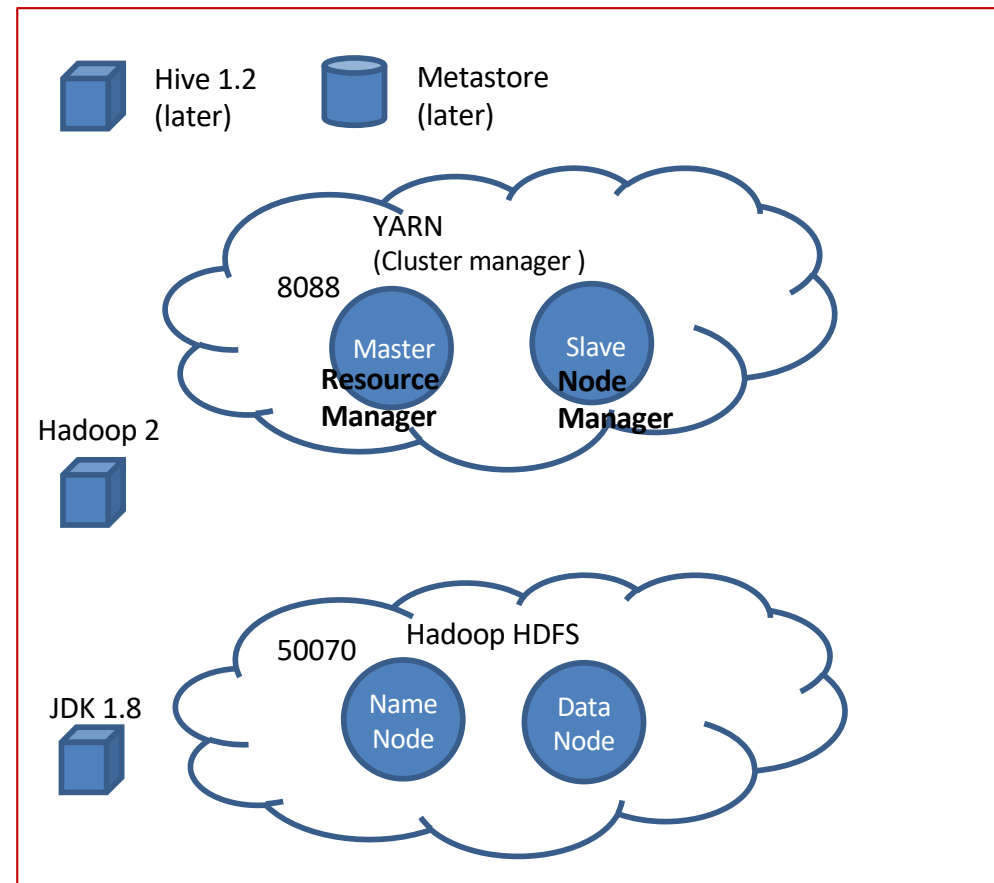 Hive 1.2
(later)
Metastore
(later)
YARN
(Cluster manager )
8088
Master
Resource
Manager
Slave
Node
Manager
Hadoop 2
Hadoop HDFS
50070
Name
Node
Data
Node
JDK 1.8